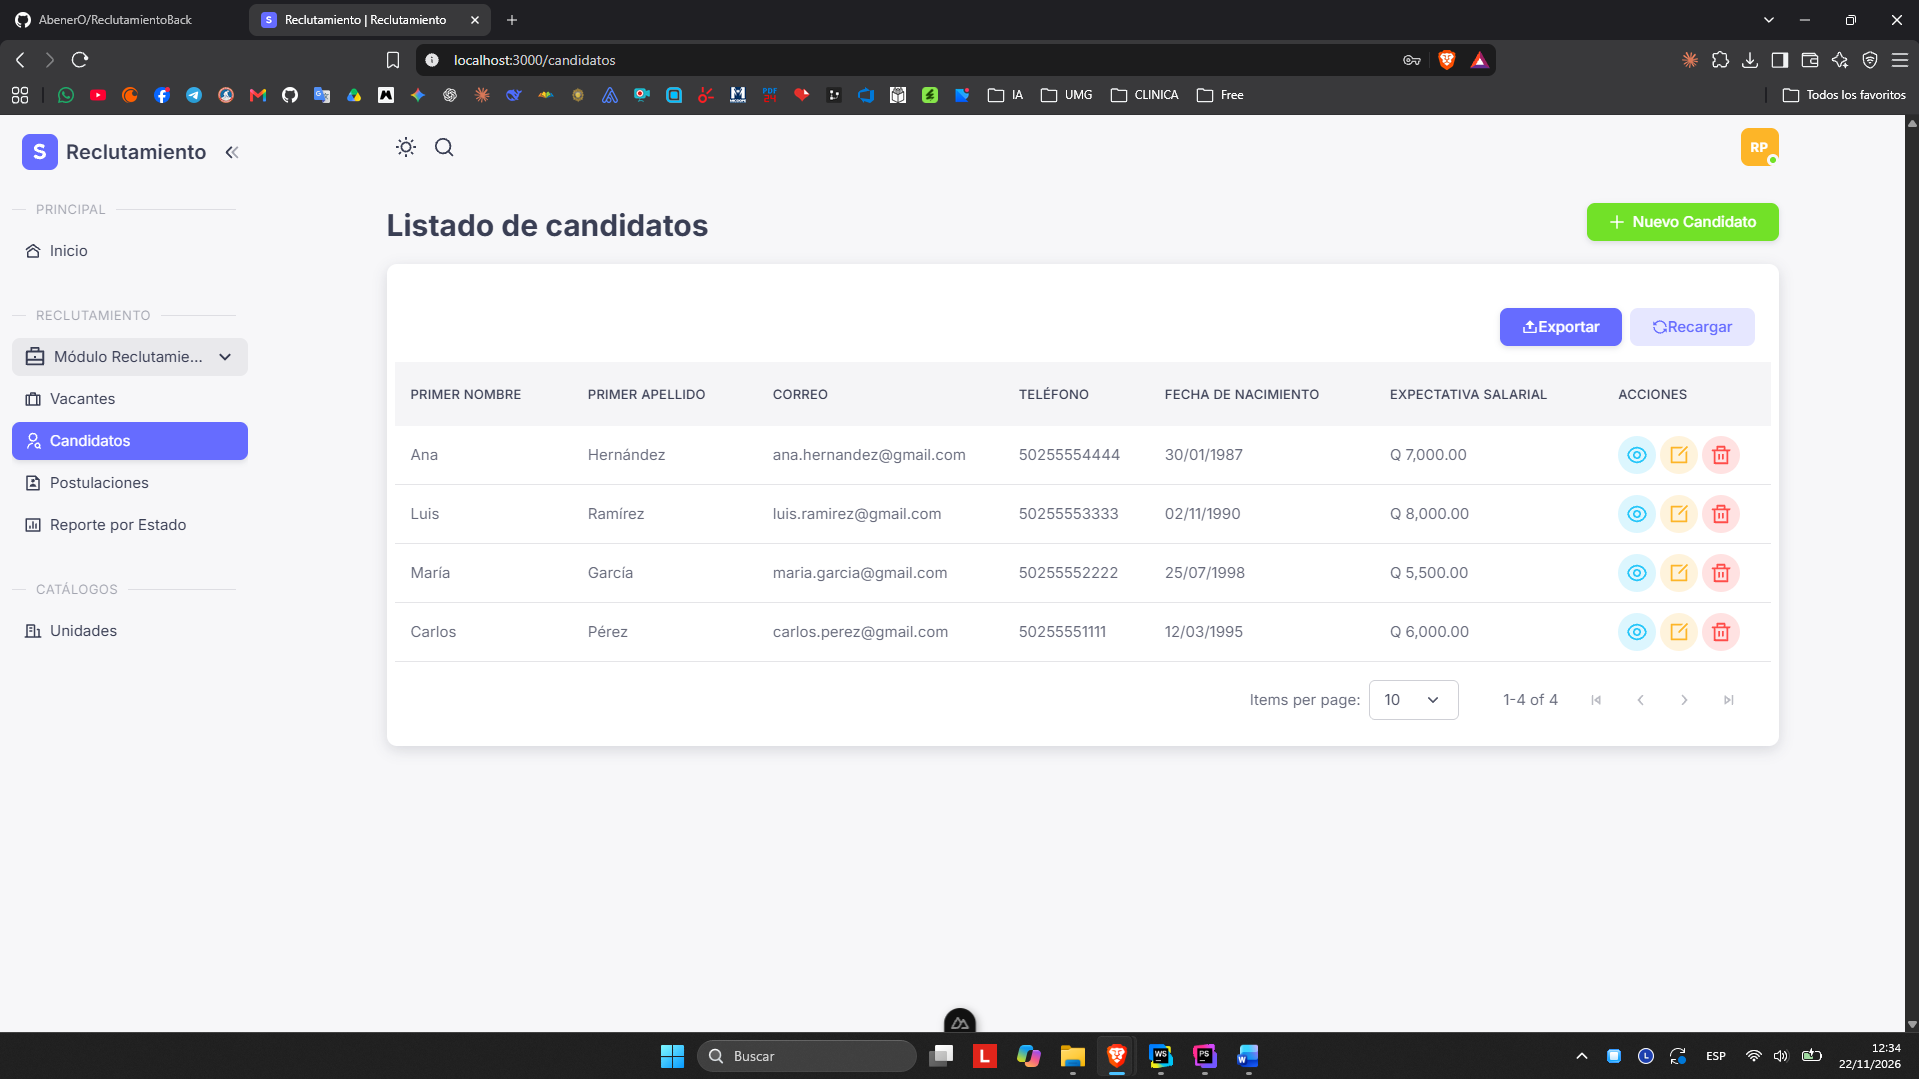 AbenerO/ReclutamientoBack
S Reclutamiento | Reclutamiento
localhost:3000/candidatos
IA UMG CLINICA Free Todos los favoritos
S Reclutamiento
RP
PRINCIPAL
Inicio
RECLUTAMIENTO
Módulo Reclutamie...
Vacantes
Candidatos
Postulaciones
Reporte por Estado
CATÁLOGOS
Unidades
Listado de candidatos
Nuevo Candidato
Exportar Recargar
PRIMER NOMBRE PRIMER APELLIDO CORREO TELÉFONO FECHA DE NACIMIENTO EXPECTATIVA SALARIAL ACCIONES
Ana Hernández ana.hernandez@gmail.com 50255554444 30/01/1987 Q 7,000.00
Luis Ramírez luis.ramirez@gmail.com 50255553333 02/11/1990 Q 8,000.00
María García maria.garcia@gmail.com 50255552222 25/07/1998 Q 5,500.00
Carlos Pérez carlos.perez@gmail.com 50255551111 12/03/1995 Q 6,000.00
Items per page: 10 1-4 of 4
Buscar
L
WS
PS
W
L
ESP
12:34
22/11/2026